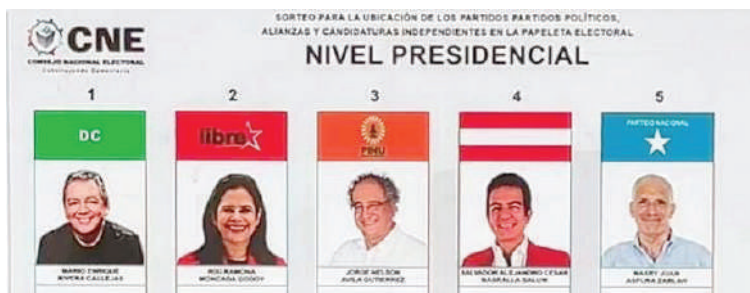 SORTEO PARA LA UBICACIÓN DE LOS PARTIDOS PARTIDOS POLÍTICOS,
ALIANZAS Y CANDIDATURAS INDEPENDIENTES EN LA PAPELETA ELECTORAL
NIVEL PRESIDENCIAL
CNE
CONSEJO NACIONAL ELECTORAL
Construyendo Democracia
1
2
3
4
5
DC
libre
PINU
PARTIDO NACIONAL
MARIO ENRIQUE
RIVERA CALLEJAS
RIXI RAMONA
MONCADA GODOY
JORGE NELSON
AVILA GUTIERREZ
SALVADOR ALEJANDRO CESAR
NASRALLA SALUM
NASRY JUAN
ASFURA ZABLAH